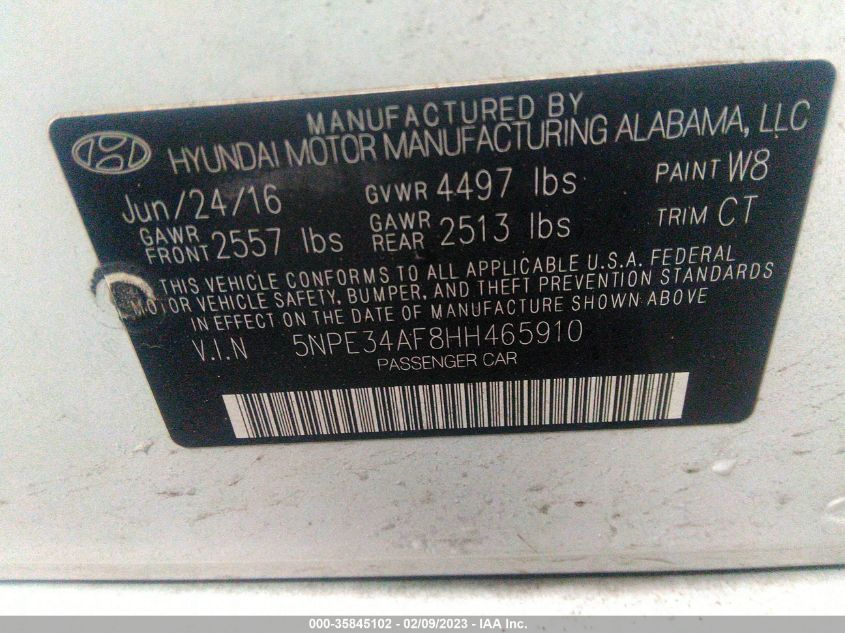 MANUFACTURED BY
HYUNDAI MOTOR MANUFACTURING ALABAMA, LLC
Jun/24/16 GVWR 4497 lbs PAINT W8
GAWR FRONT 2557 lbs GAWR REAR 2513 lbs TRIM CT
THIS VEHICLE CONFORMS TO ALL APPLICABLE U.S.A. FEDERAL
MOTOR VEHICLE SAFETY, BUMPER, AND THEFT PREVENTION STANDARDS
IN EFFECT ON THE DATE OF MANUFACTURE SHOWN ABOVE.
V.I.N 5NPE34AF8HH465910
PASSENGER CAR
000-35845102 - 02/09/2023 - IAA Inc.